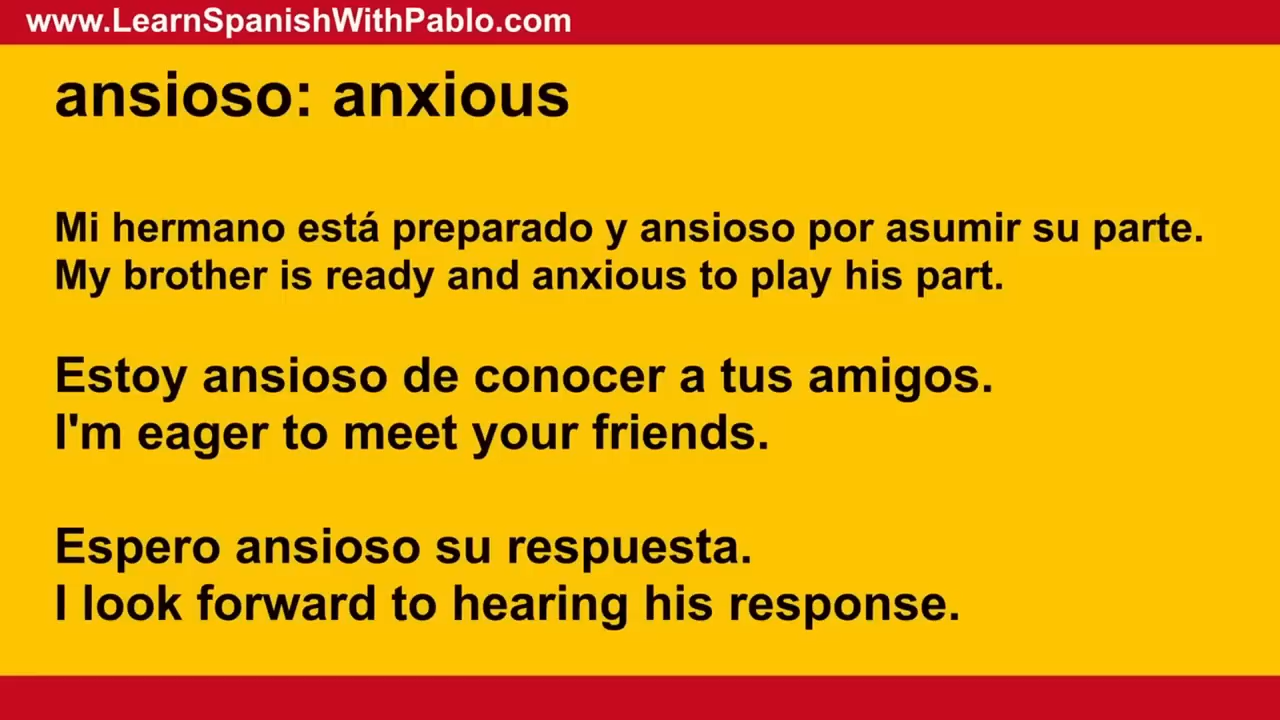 www.LearnSpanishWithPablo.com
ansioso: anxious
Mi hermano está preparado y ansioso por asumir su parte.
My brother is ready and anxious to play his part.
Estoy ansioso de conocer a tus amigos.
I'm eager to meet your friends.
Espero ansioso su respuesta.
I look forward to hearing his response.